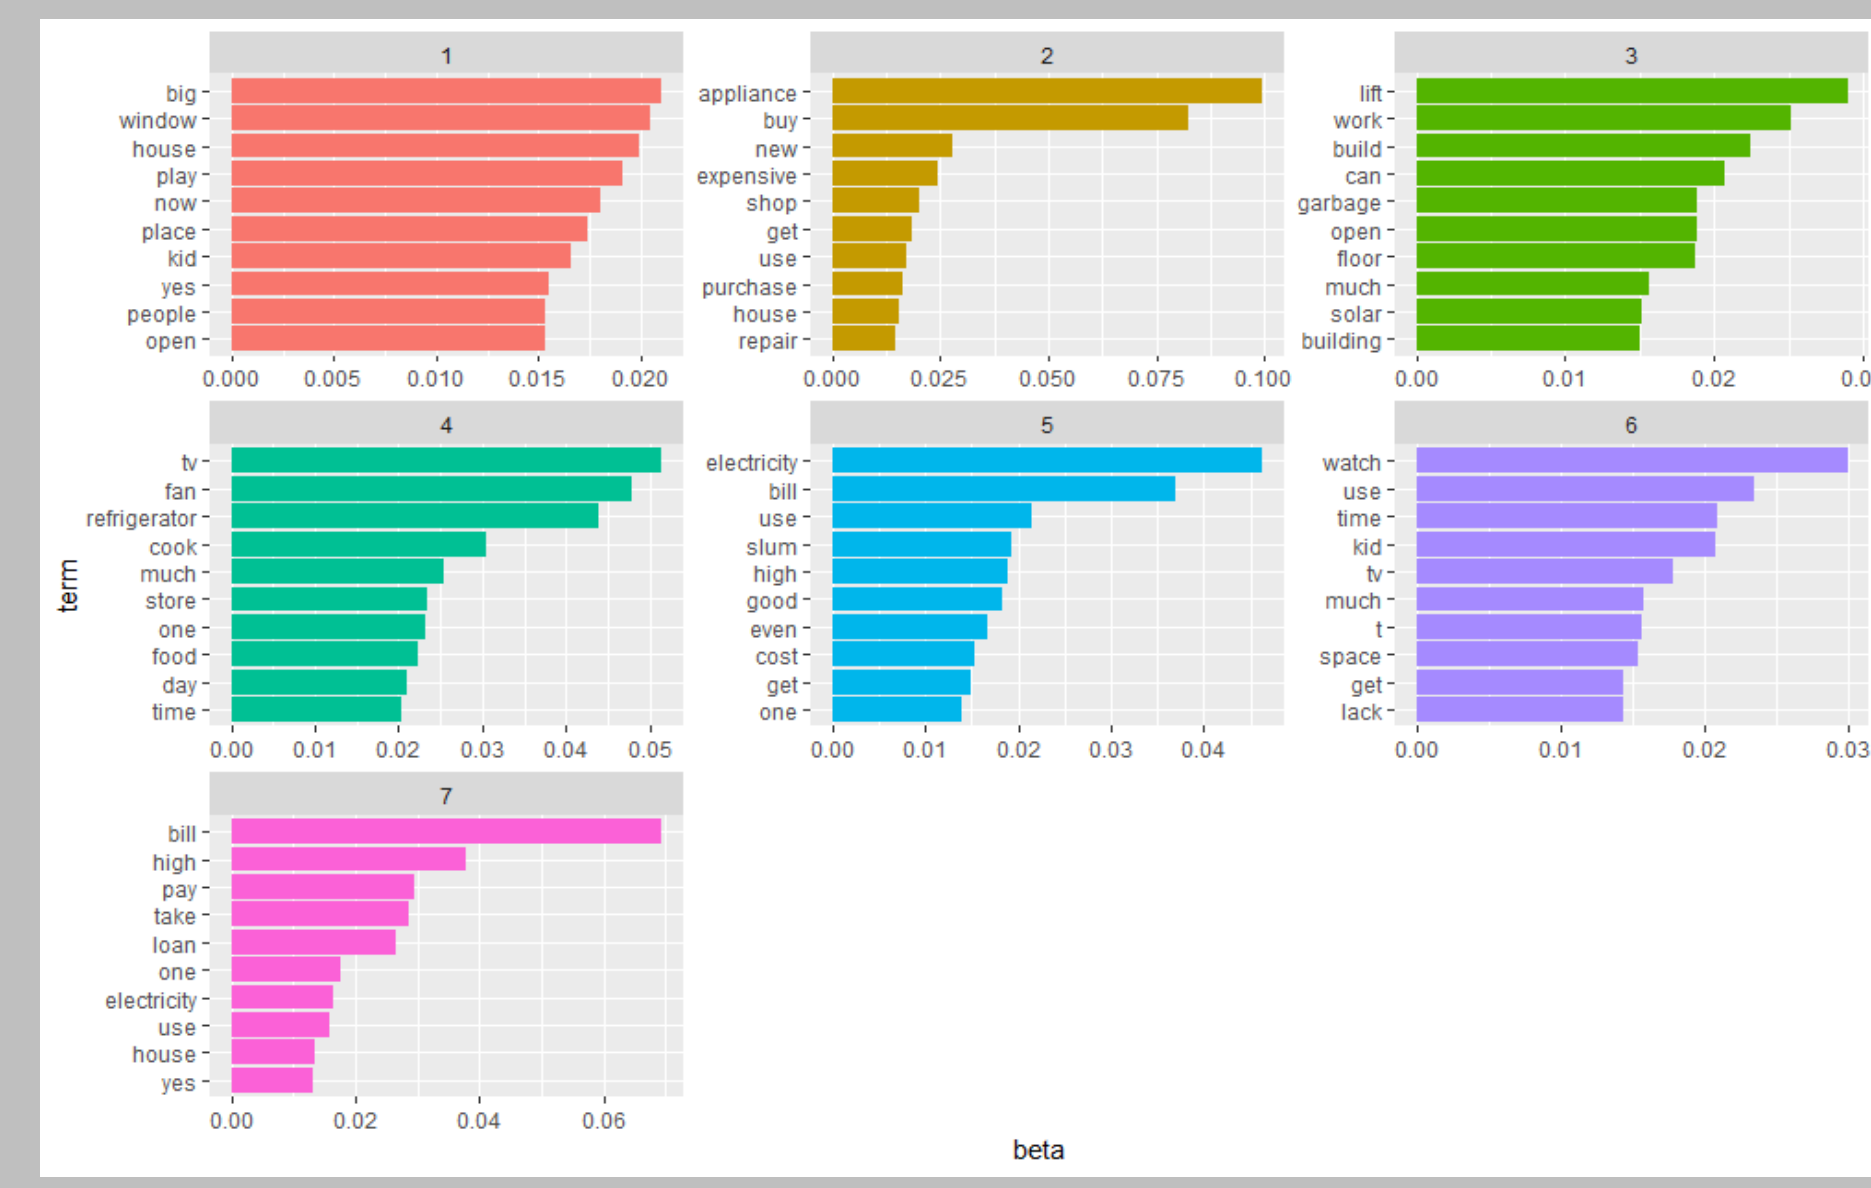 1
big
window
house
play
now
place
kid
yes
people
open
0.000 0.005 0.010 0.015 0.020
2
appliance
buy
new
expensive
shop
get
use
purchase
house
repair
0.000 0.025 0.050 0.075 0.100
3
lift
work
build
can
garbage
open
floor
much
solar
building
0.00 0.01 0.02 0.0
4
tv
fan
refrigerator
cook
much
store
one
food
day
time
0.00 0.01 0.02 0.03 0.04 0.05
5
electricity
bill
use
slum
high
good
even
cost
get
one
0.00 0.01 0.02 0.03 0.04
6
watch
use
time
kid
tv
much
t
space
get
lack
0.00 0.01 0.02 0.03
7
bill
high
pay
take
loan
one
electricity
use
house
yes
0.00 0.02 0.04 0.06
term
beta